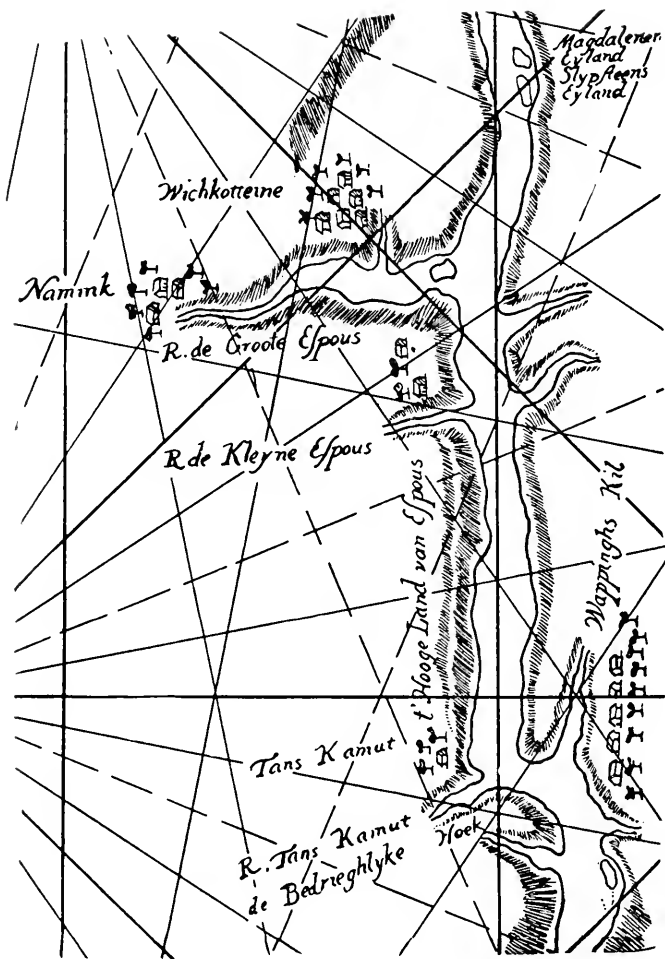 Magdalenen
Eyland
Slypsteens
Eyland
Wichkotteine
Namink
R. de Groote Espous
R de Kleyne Espous
t' Hooge Land van Espous
Wappinghs Kil
Tans Kamut
R. Tans Kamut
de Bedrieghlyke
Hoek